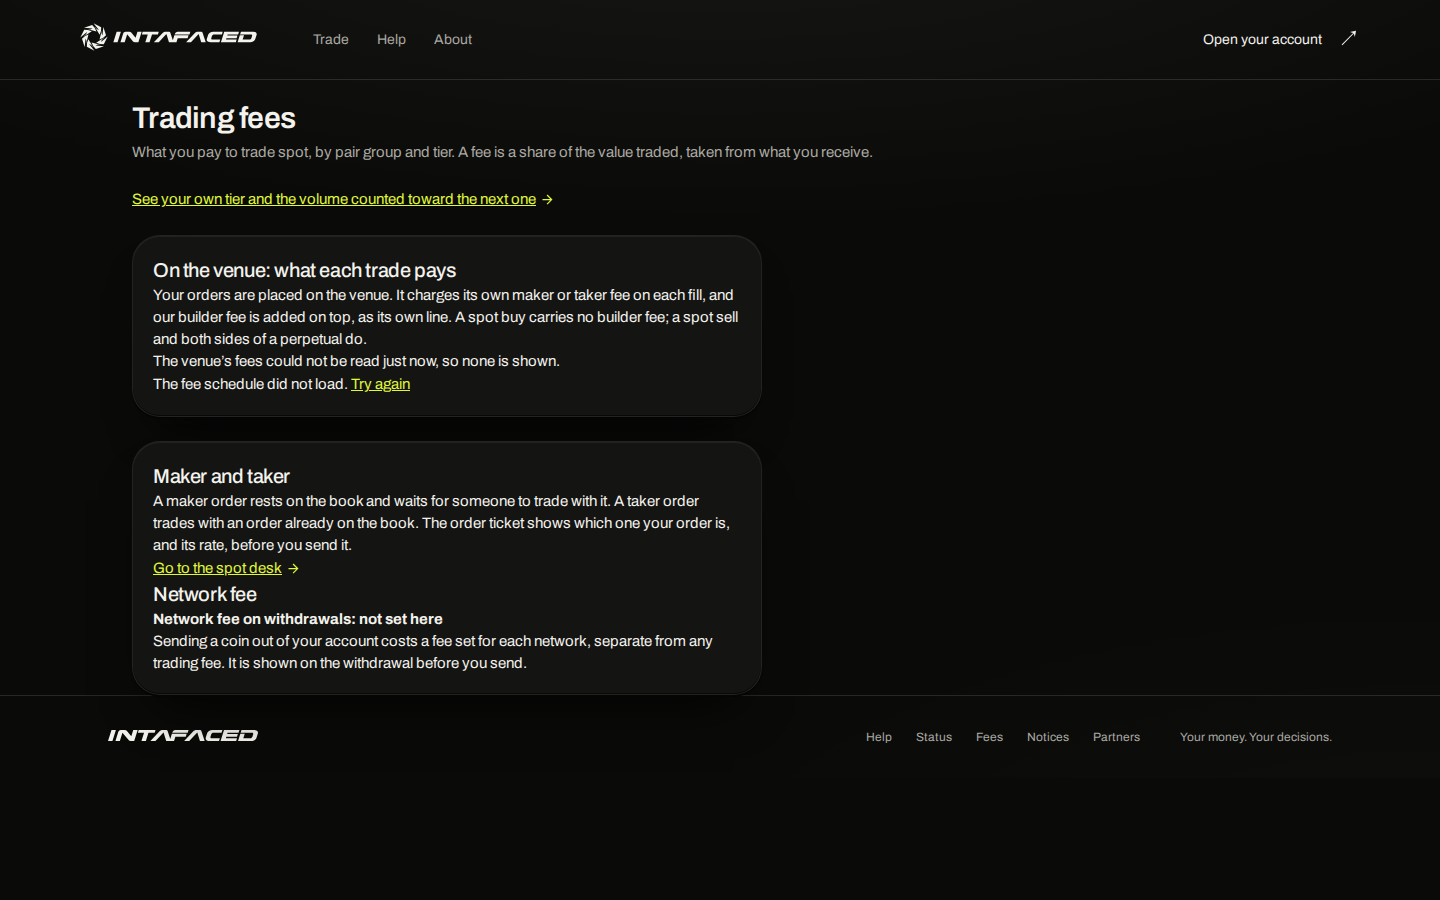 INTAFACED
Trade
Help
About
Open your account
Trading fees
What you pay to trade spot, by pair group and tier. A fee is a share of the value traded, taken from what you receive.
See your own tier and the volume counted toward the next one →
On the venue: what each trade pays
Your orders are placed on the venue. It charges its own maker or taker fee on each fill, and
our builder fee is added on top, as its own line. A spot buy carries no builder fee; a spot sell
and both sides of a perpetual do.
The venue’s fees could not be read just now, so none is shown.
The fee schedule did not load. Try again
Maker and taker
A maker order rests on the book and waits for someone to trade with it. A taker order
trades with an order already on the book. The order ticket shows which one your order is,
and its rate, before you send it.
Go to the spot desk →
Network fee
Network fee on withdrawals: not set here
Sending a coin out of your account costs a fee set for each network, separate from any
trading fee. It is shown on the withdrawal before you send.
INTAFACED
Help
Status
Fees
Notices
Partners
Your money. Your decisions.